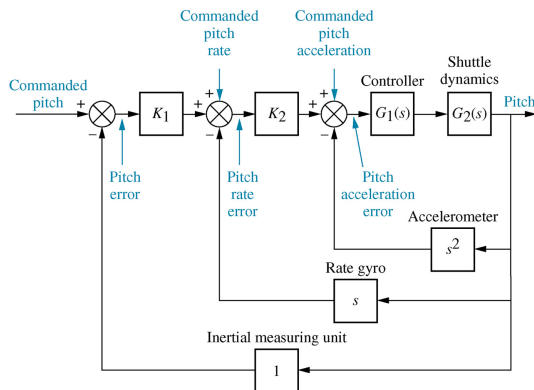 Commanded
pitch
rate
Commanded
pitch
acceleration
Shuttle
dynamics
Controller
Commanded
pitch
+
−
K1
+
+
−
K2
+
+
−
G1(s)
G2(s)
Pitch
Pitch
error
Pitch
rate
error
Pitch
acceleration
error
Accelerometer
s²
Rate gyro
s
Inertial measuring unit
1